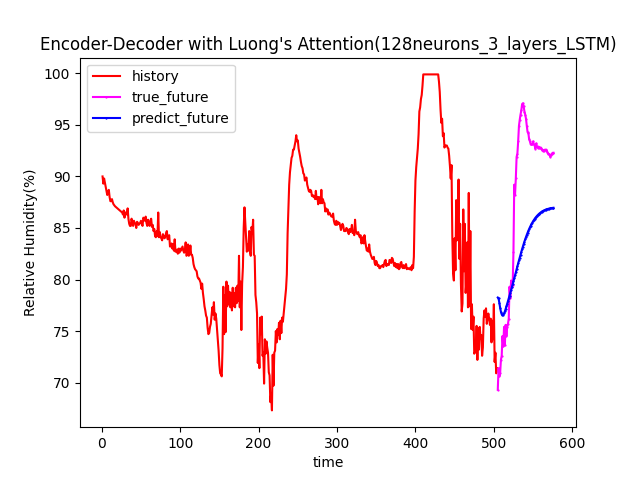 Encoder-Decoder with Luong's Attention(128neurons_3_layers_LSTM)
history
true_future
predict_future
Relative Humidity(%)
100
95
90
85
80
75
70
0 100 200 300 400 500 600
time